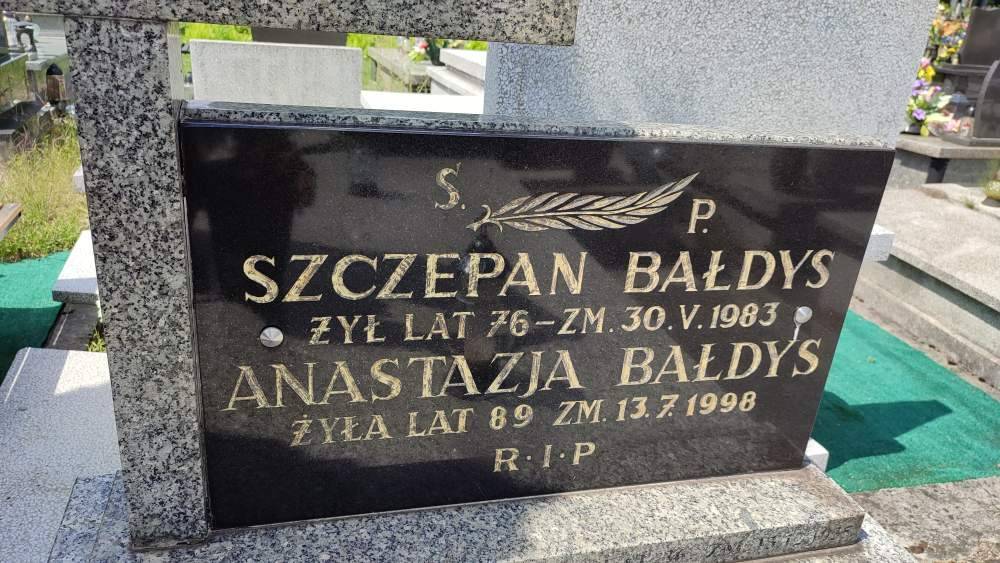 Ś. P.
SZCZEPAN BAŁDYS
ŻYŁ LAT 76 – ZM. 30. V. 1983
ANASTAZJA BAŁDYS
ŻYŁA LAT 89 ZM. 13. 7. 1998
R · I · P